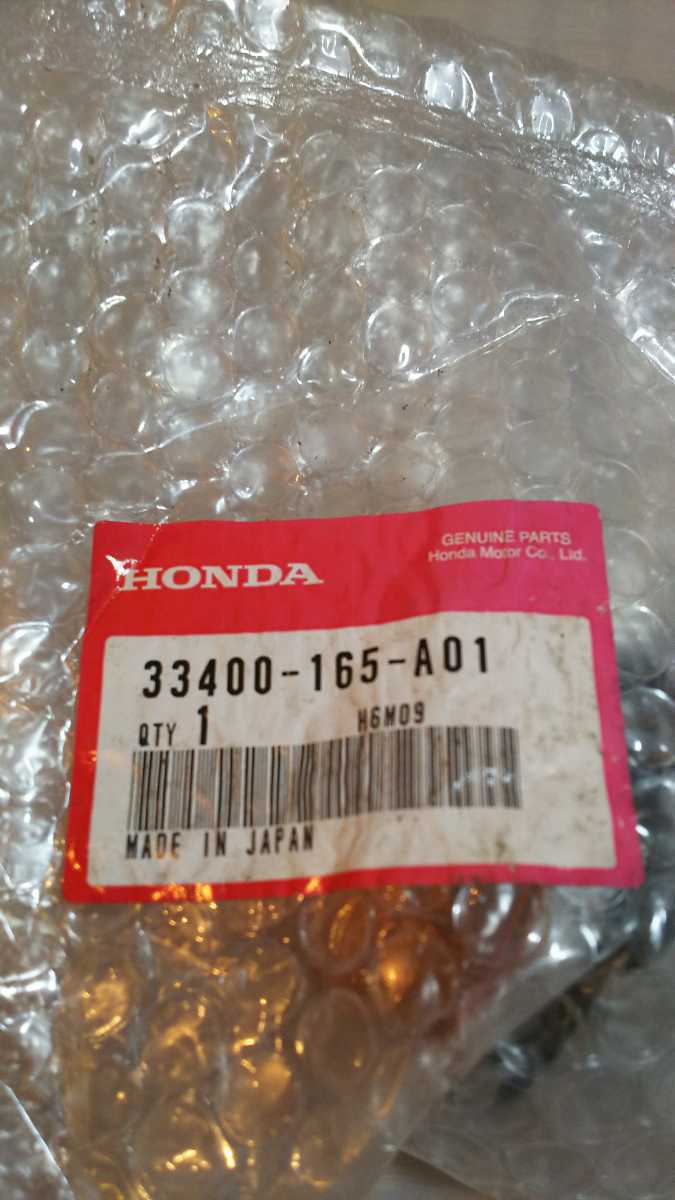 HONDA
GENUINE PARTS
Honda Motor Co., Ltd.
33400-165-A01
QTY 1 H6M09
MADE IN JAPAN